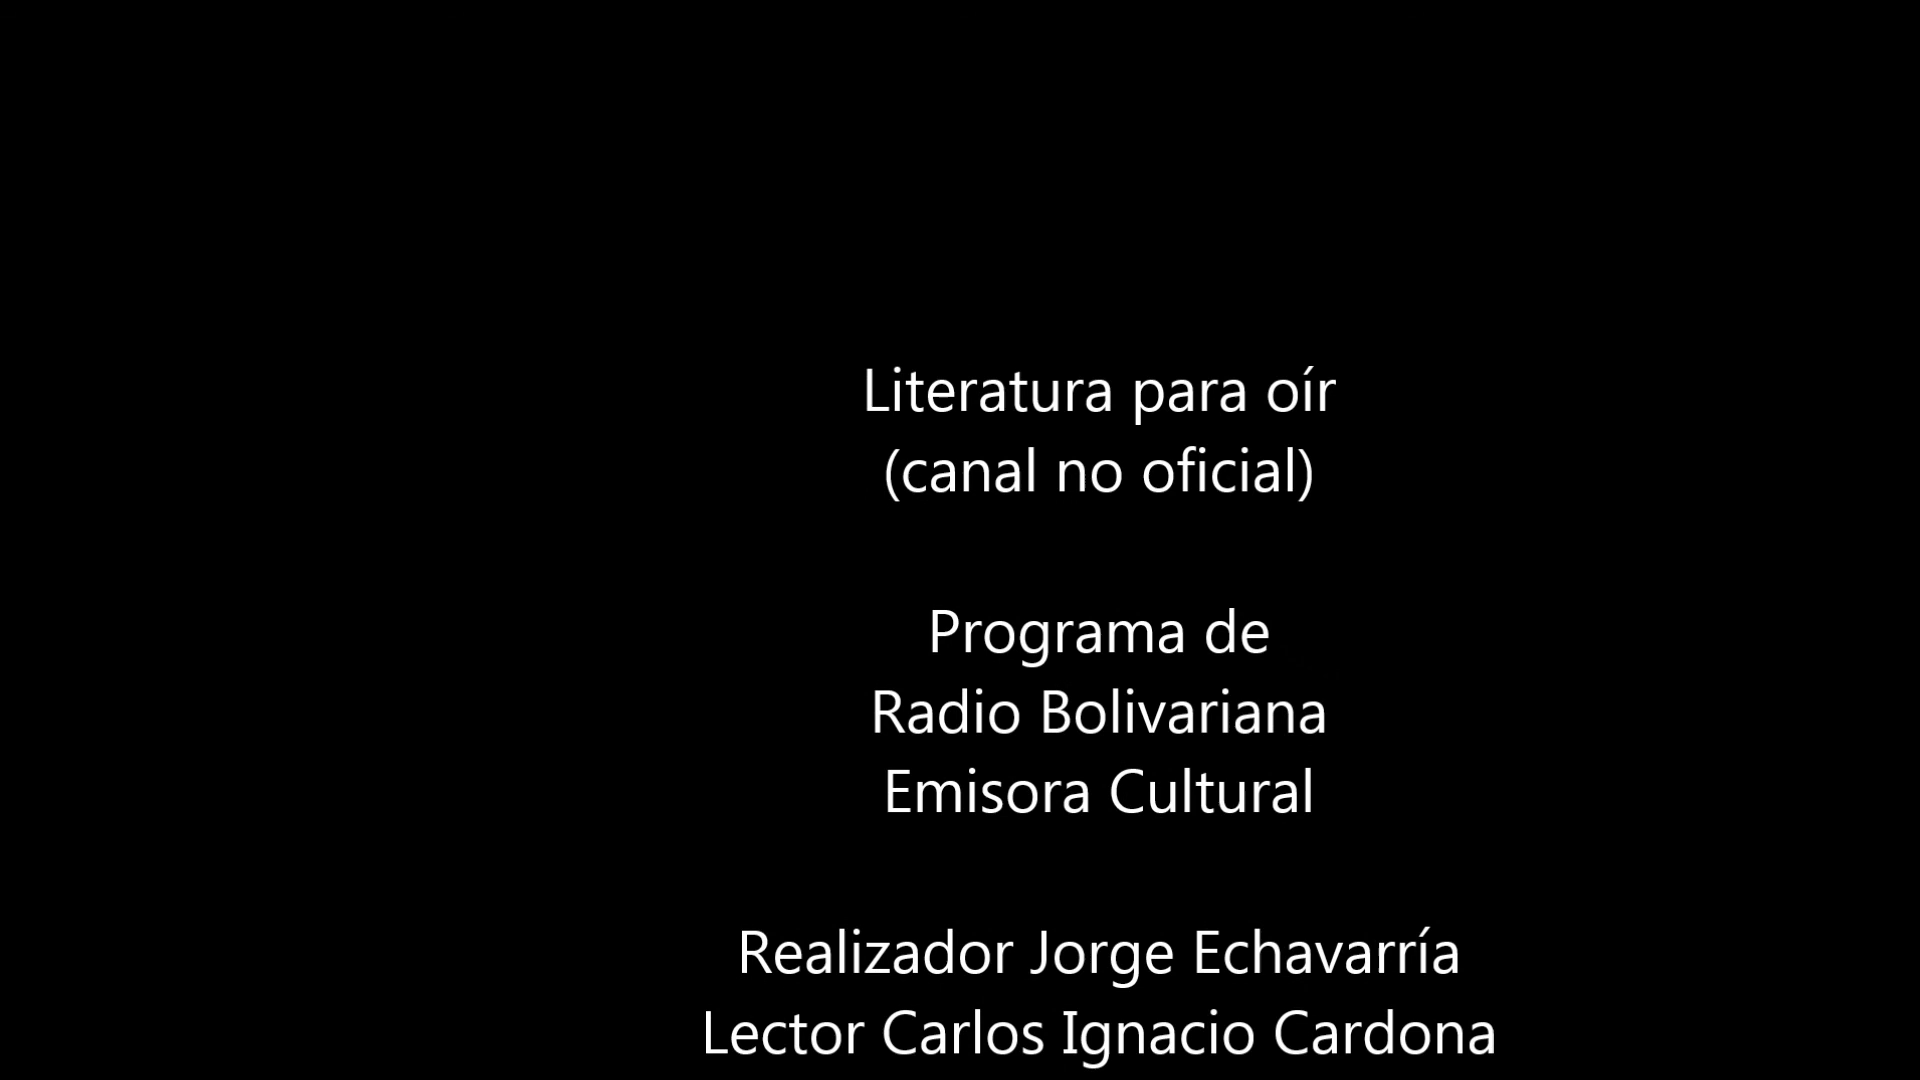 Literatura para oír
(canal no oficial)
Programa de
Radio Bolivariana
Emisora Cultural
Realizador Jorge Echavarría
Lector Carlos Ignacio Cardona